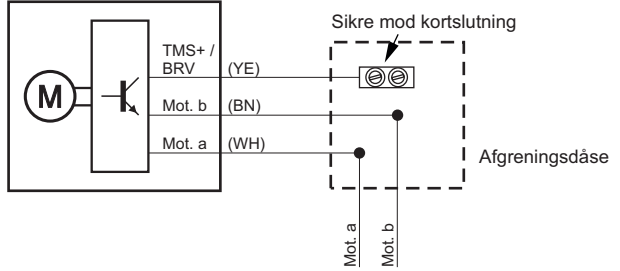 Sikre mod kortslutning
TMS+ /
BRV
(YE)
M
Mot. b
(BN)
Mot. a
(WH)
Afgreningsdåse
Mot. a
Mot. b